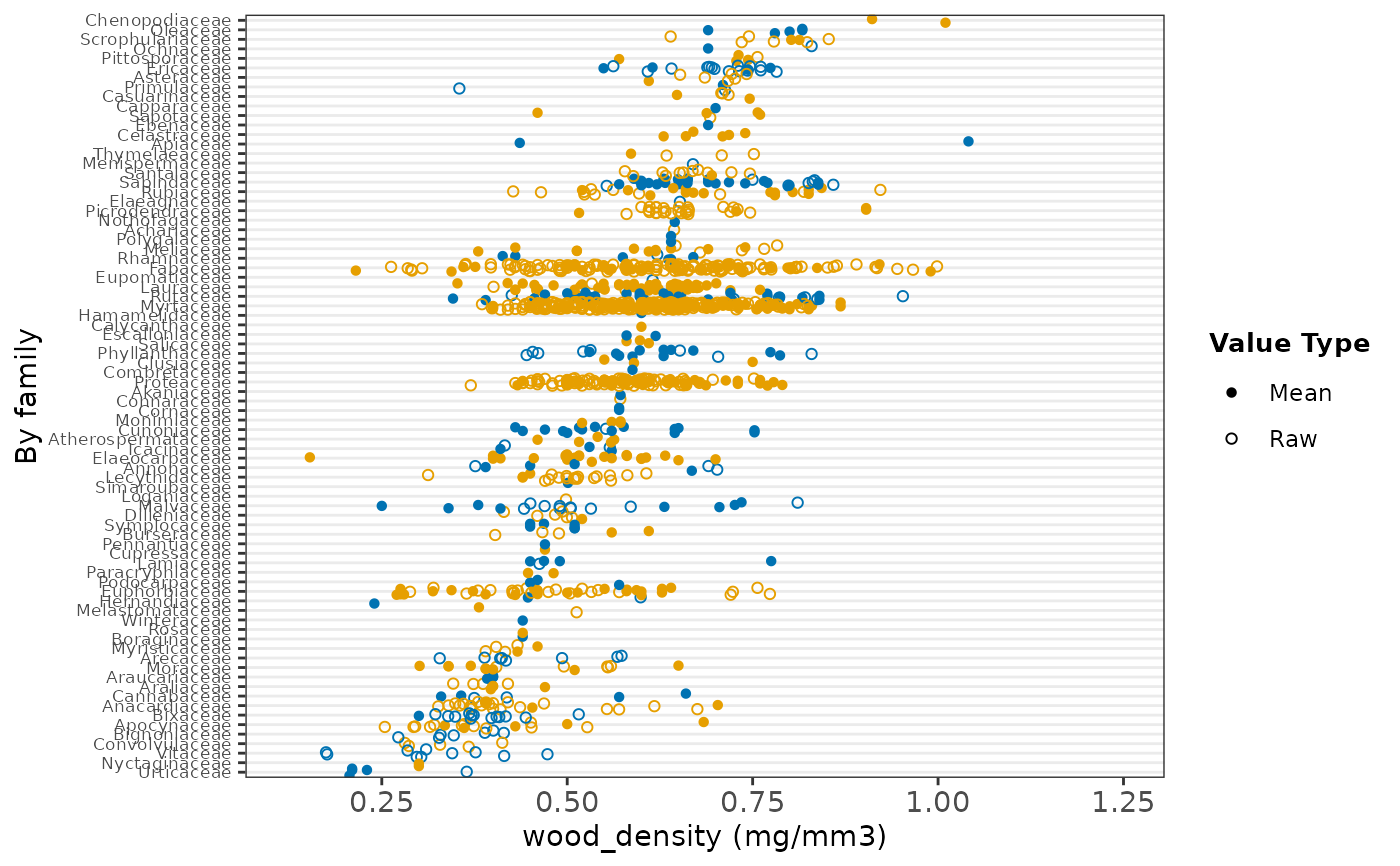 Chenopodiaceae
Oleaceae
Scrophulariaceae
Ochnaceae
Pittosporaceae
Ericaceae
Asteraceae
Primulaceae
Casuarinaceae
Capparaceae
Sapotaceae
Ebenaceae
Celastraceae
Apiaceae
Thymelaeaceae
Menispermaceae
Santalaceae
Sapindaceae
Rubiaceae
Elaeagnaceae
Picrodendraceae
Nothofagaceae
Achariaceae
Polygalaceae
Meliaceae
Rhamnaceae
Fabaceae
Eupomatiaceae
Lauraceae
Rutaceae
Myrtaceae
Hamamelidaceae
Calycanthaceae
Escalloniaceae
Salicaceae
Phyllanthaceae
Clusiaceae
Combretaceae
Proteaceae
Akaniaceae
Connaraceae
Cornaceae
Monimiaceae
Cunoniaceae
Atherospermataceae
Icacinaceae
Elaeocarpaceae
Annonaceae
Lecythidaceae
Simaroubaceae
Loganiaceae
Malvaceae
Dilleniaceae
Symplocaceae
Burseraceae
Pennantiaceae
Cupressaceae
Lamiaceae
Paracryphiaceae
Podocarpaceae
Euphorbiaceae
Hernandiaceae
Melastomataceae
Winteraceae
Rosaceae
Boraginaceae
Myristicaceae
Arecaceae
Moraceae
Araucariaceae
Araliaceae
Cannabaceae
Anacardiaceae
Bixaceae
Apocynaceae
Bignoniaceae
Convolvulaceae
Vitaceae
Nyctaginaceae
Urticaceae
By family
0.25 0.50 0.75 1.00 1.25
wood_density (mg/mm3)
Value Type
Mean
Raw